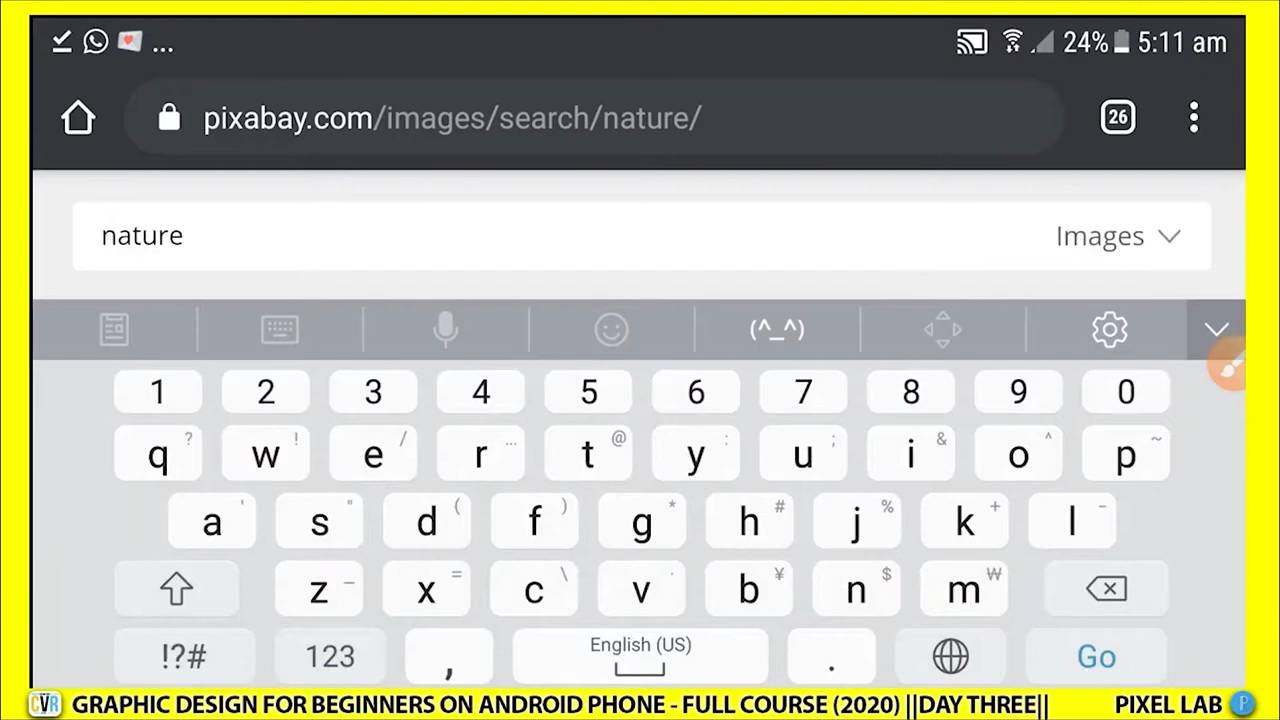 ... 24% 5:11 am
pixabay.com/images/search/nature/ 26
nature Images
(^_^)
1 2 3 4 5 6 7 8 9 0
q ? w ! e / r ... t @ y : u ; i & o ^ p ~
a ' s " d ( f ) g * h # j % k + l -
z _ x = c \ v · b ¥ n $ m ₩
!?# 123 , English (US) . Go
CVR GRAPHIC DESIGN FOR BEGINNERS ON ANDROID PHONE - FULL COURSE (2020) ||DAY THREE|| PIXEL LAB P